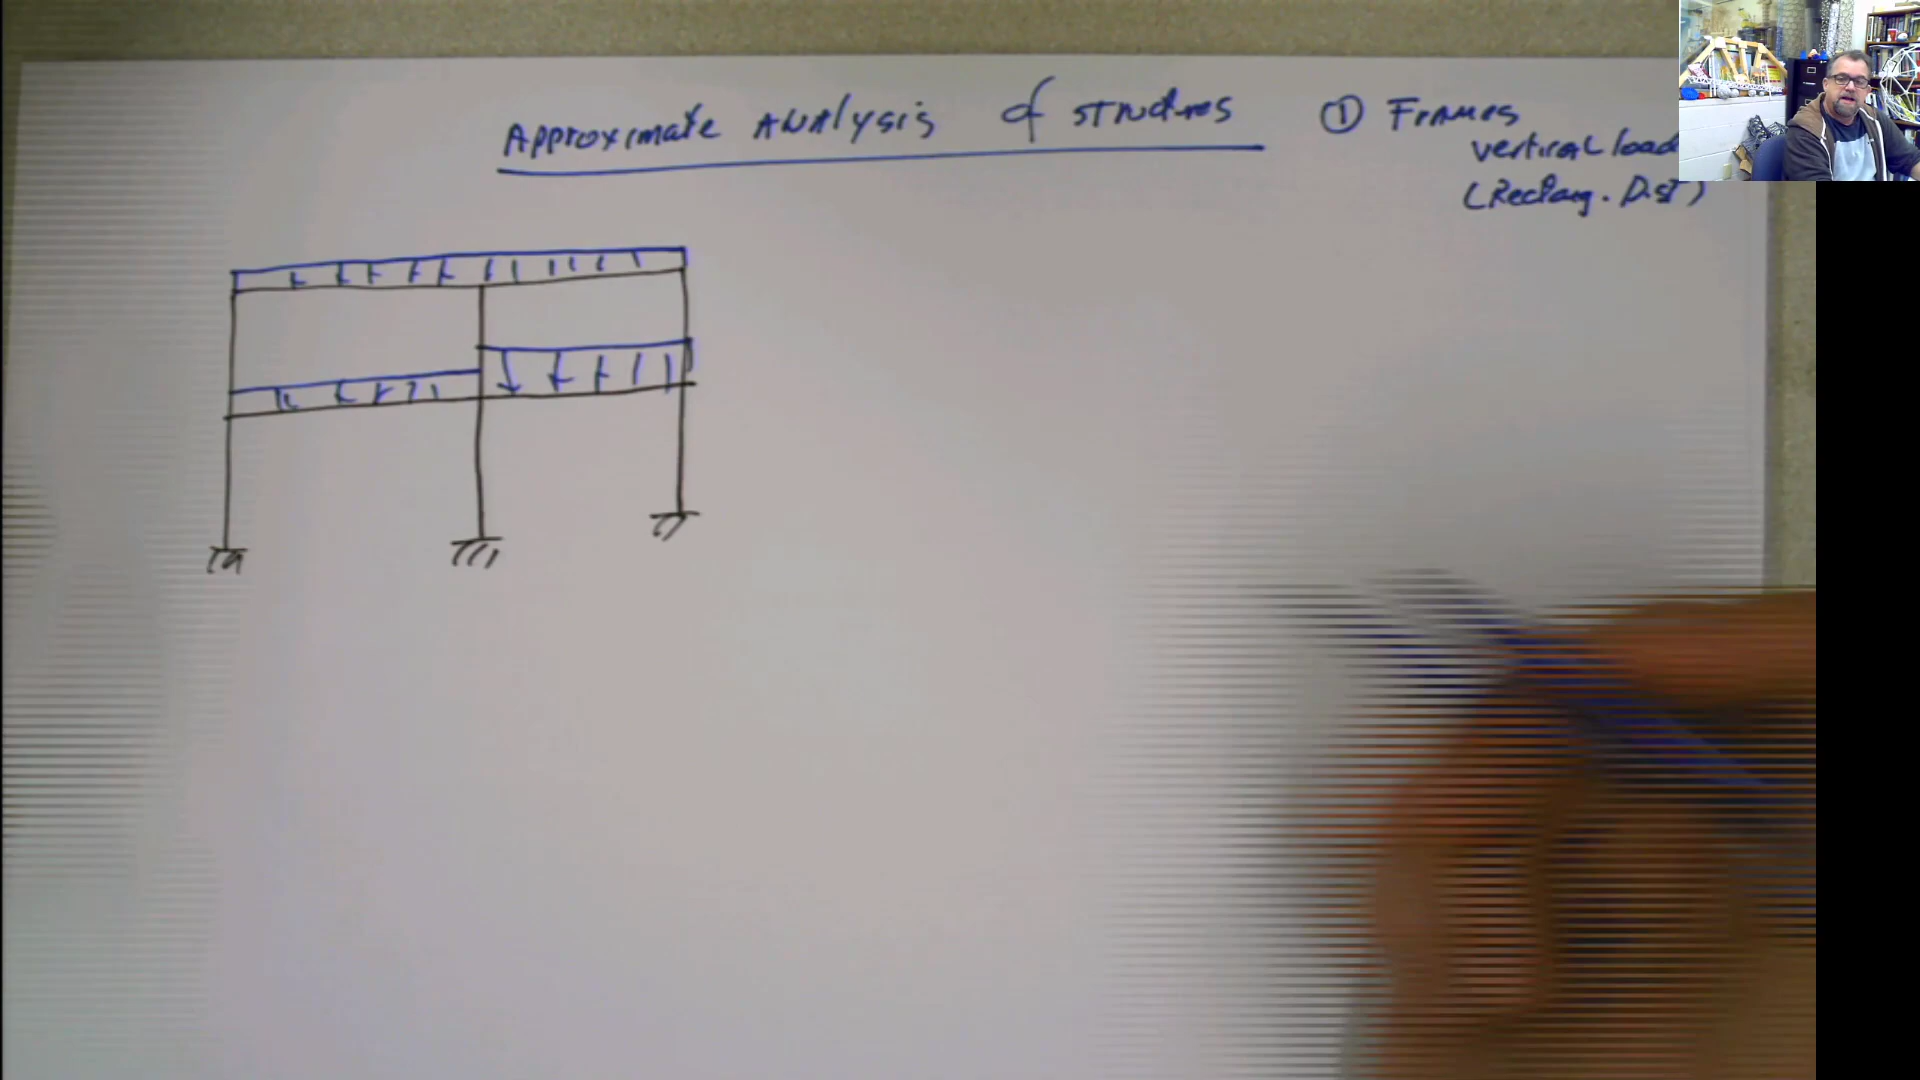 Approximate Analysis of structures
① Frames
vertical load
(Rectang. Dist)